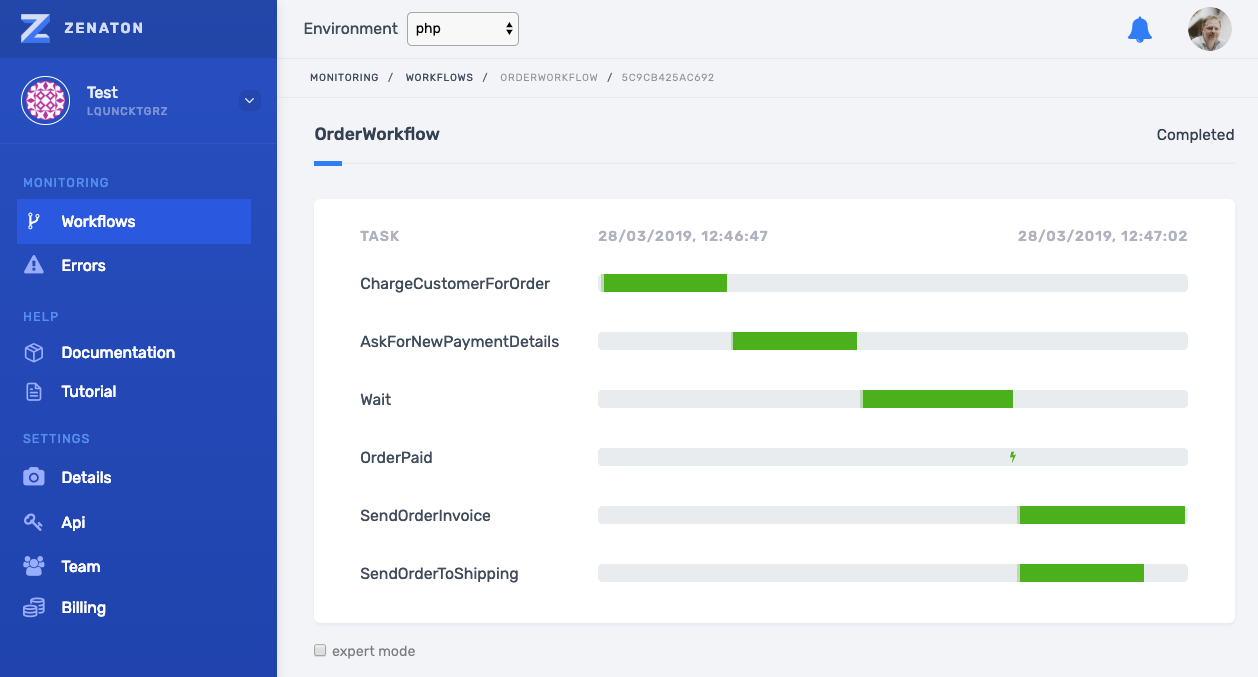 ZENATON
Environment php
Test
LQUNCKTGRZ
MONITORING / WORKFLOWS / ORDERWORKFLOW / 5C9CB425AC692
OrderWorkflow Completed
MONITORING
Workflows
Errors
HELP
Documentation
Tutorial
SETTINGS
Details
Api
Team
Billing
TASK 28/03/2019, 12:46:47 28/03/2019, 12:47:02
ChargeCustomerForOrder
AskForNewPaymentDetails
Wait
OrderPaid
SendOrderInvoice
SendOrderToShipping
expert mode